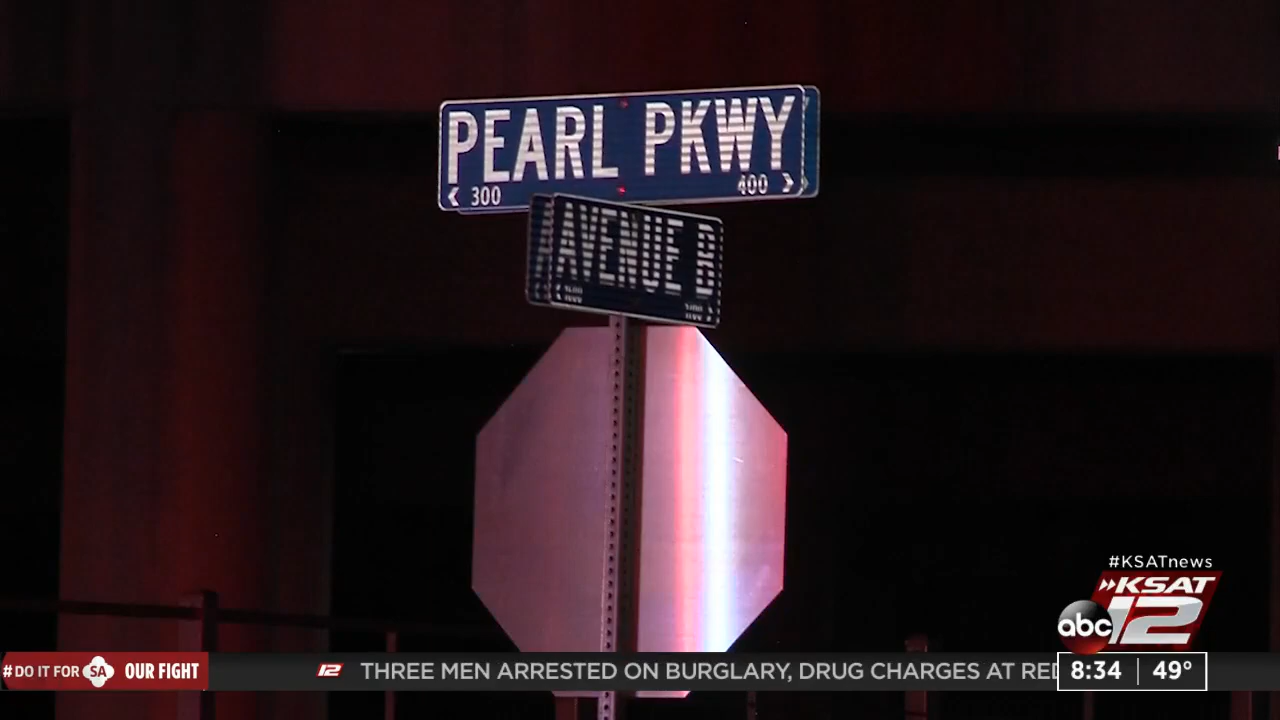 PEARL PKWY
< 300
400 >
AVENUE B
#KSATnews
KSAT
abc 12
#DO IT FOR SA OUR FIGHT
12 THREE MEN ARRESTED ON BURGLARY, DRUG CHARGES AT RED
8:34 49°